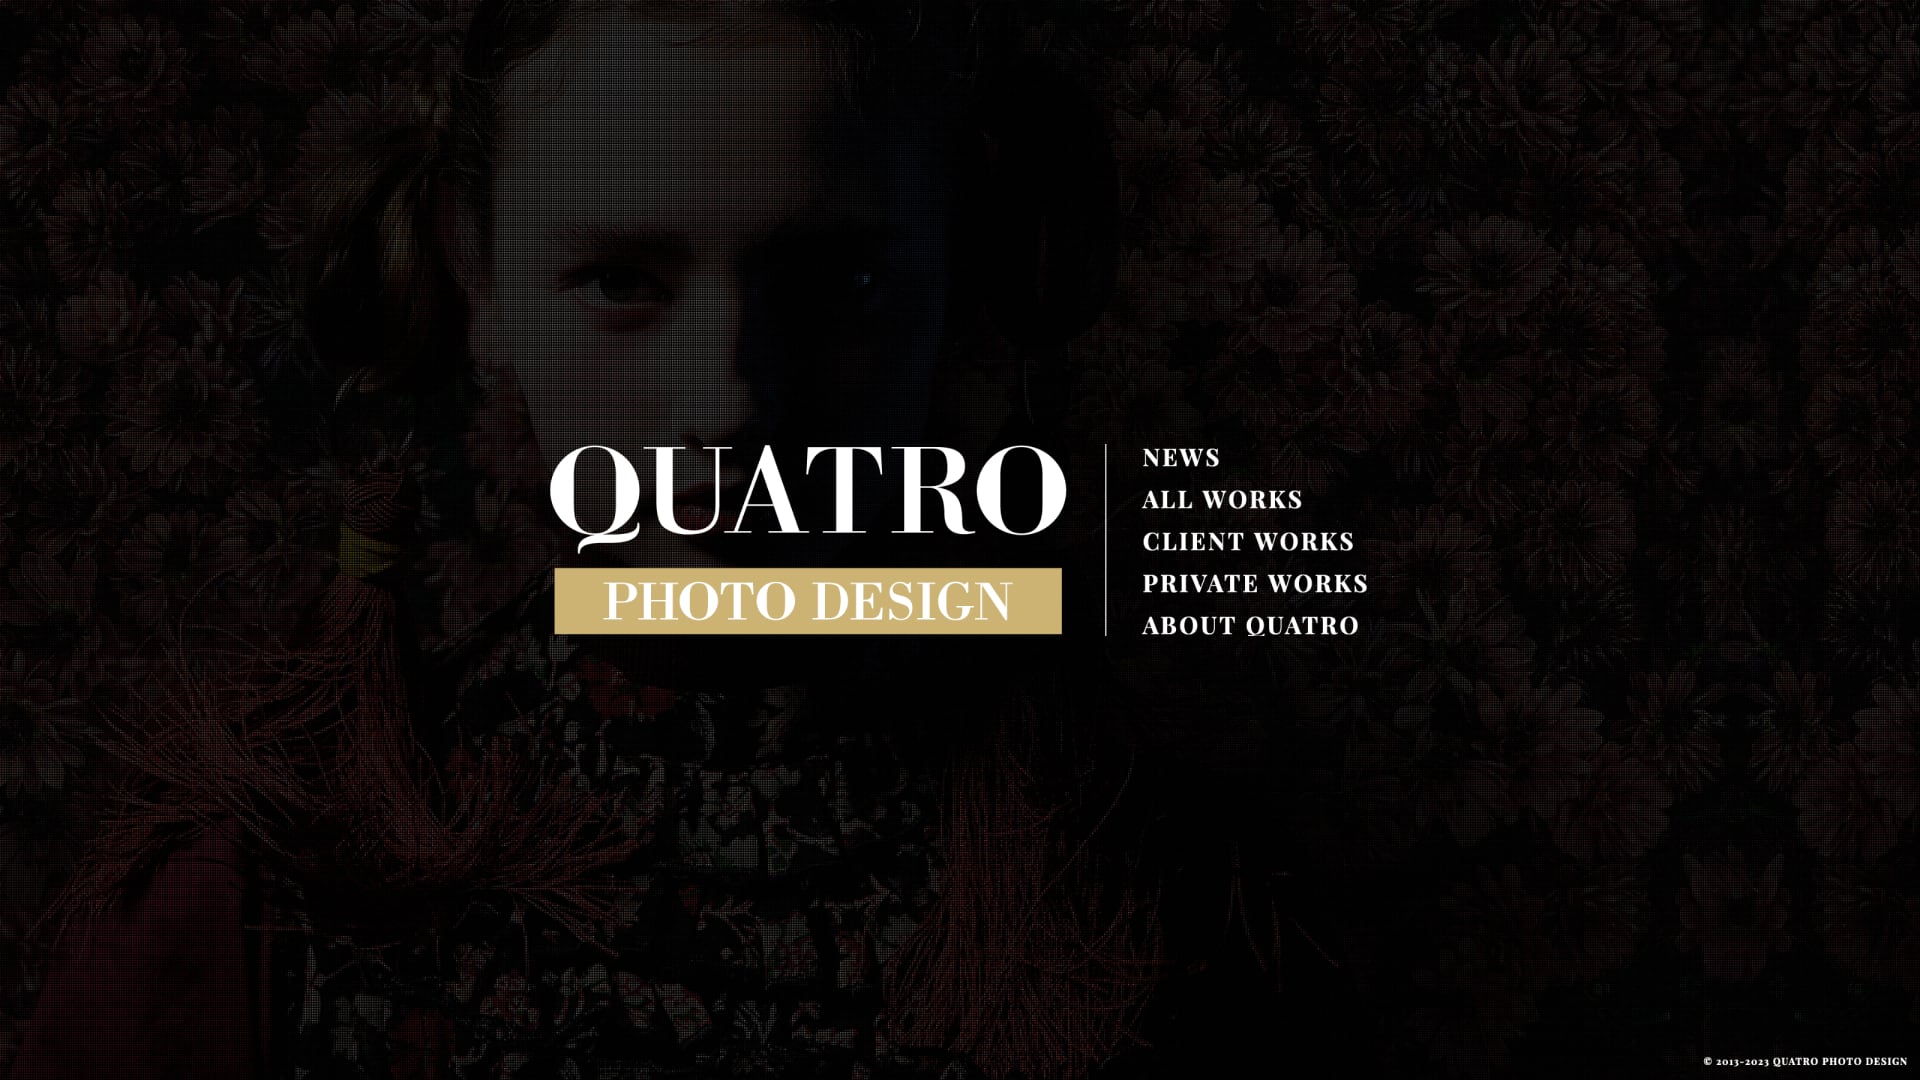 QUATRO
PHOTO DESIGN
NEWS
ALL WORKS
CLIENT WORKS
PRIVATE WORKS
ABOUT QUATRO
© 2013-2023 QUATRO PHOTO DESIGN